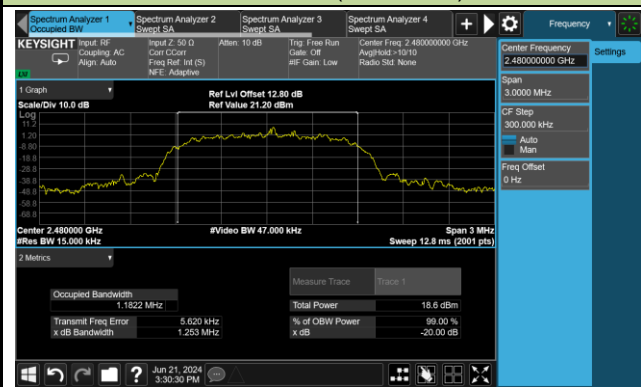 Spectrum Analyzer 1
Occupied BW
Spectrum Analyzer 2
Swept SA
Spectrum Analyzer 3
Swept SA
Spectrum Analyzer 4
Swept SA
Frequency
KEYSIGHT
Input: RF
Coupling: AC
Align: Auto
Input Z: 50 Ω
Corr CCorr
Freq Ref: Int (S)
NFE: Adaptive
Atten: 10 dB
Trig: Free Run
Gate: Off
#IF Gain: Low
Center Freq: 2.480000000 GHz
Avg|Hold:>10/10
Radio Std: None
Center Frequency
2.480000000 GHz
Settings
Span
3.0000 MHz
CF Step
300.000 kHz
Auto
Man
Freq Offset
0 Hz
1 Graph
Scale/Div 10.0 dB
Ref Lvl Offset 12.80 dB
Ref Value 21.20 dBm
Log
11.2
1.20
-8.80
-18.8
-28.8
-38.8
-48.8
-58.8
-68.8
Center 2.480000 GHz
#Res BW 15.000 kHz
#Video BW 47.000 kHz
Span 3 MHz
Sweep 12.8 ms (2001 pts)
2 Metrics
Measure Trace
Trace 1
Occupied Bandwidth
1.1822 MHz
Total Power
18.6 dBm
Transmit Freq Error
5.620 kHz
% of OBW Power
99.00 %
x dB Bandwidth
1.253 MHz
x dB
-20.00 dB
Jun 21, 2024
3:30:30 PM